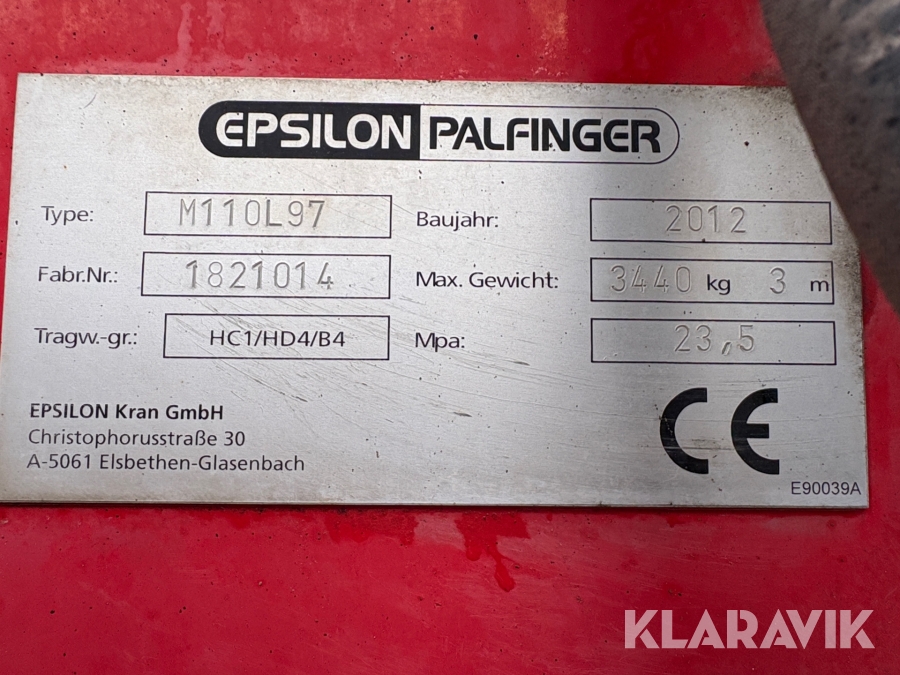 EPSILON PALFINGER
Type: M110L97 Baujahr: 2012
Fabr.Nr.: 1821014 Max. Gewicht: 3440 kg 3 m
Tragw.-gr.: HC1/HD4/B4 Mpa: 23,5
EPSILON Kran GmbH
Christophorusstraße 30
A-5061 Elsbethen-Glasenbach
CE
E90039A
KLARAVIK